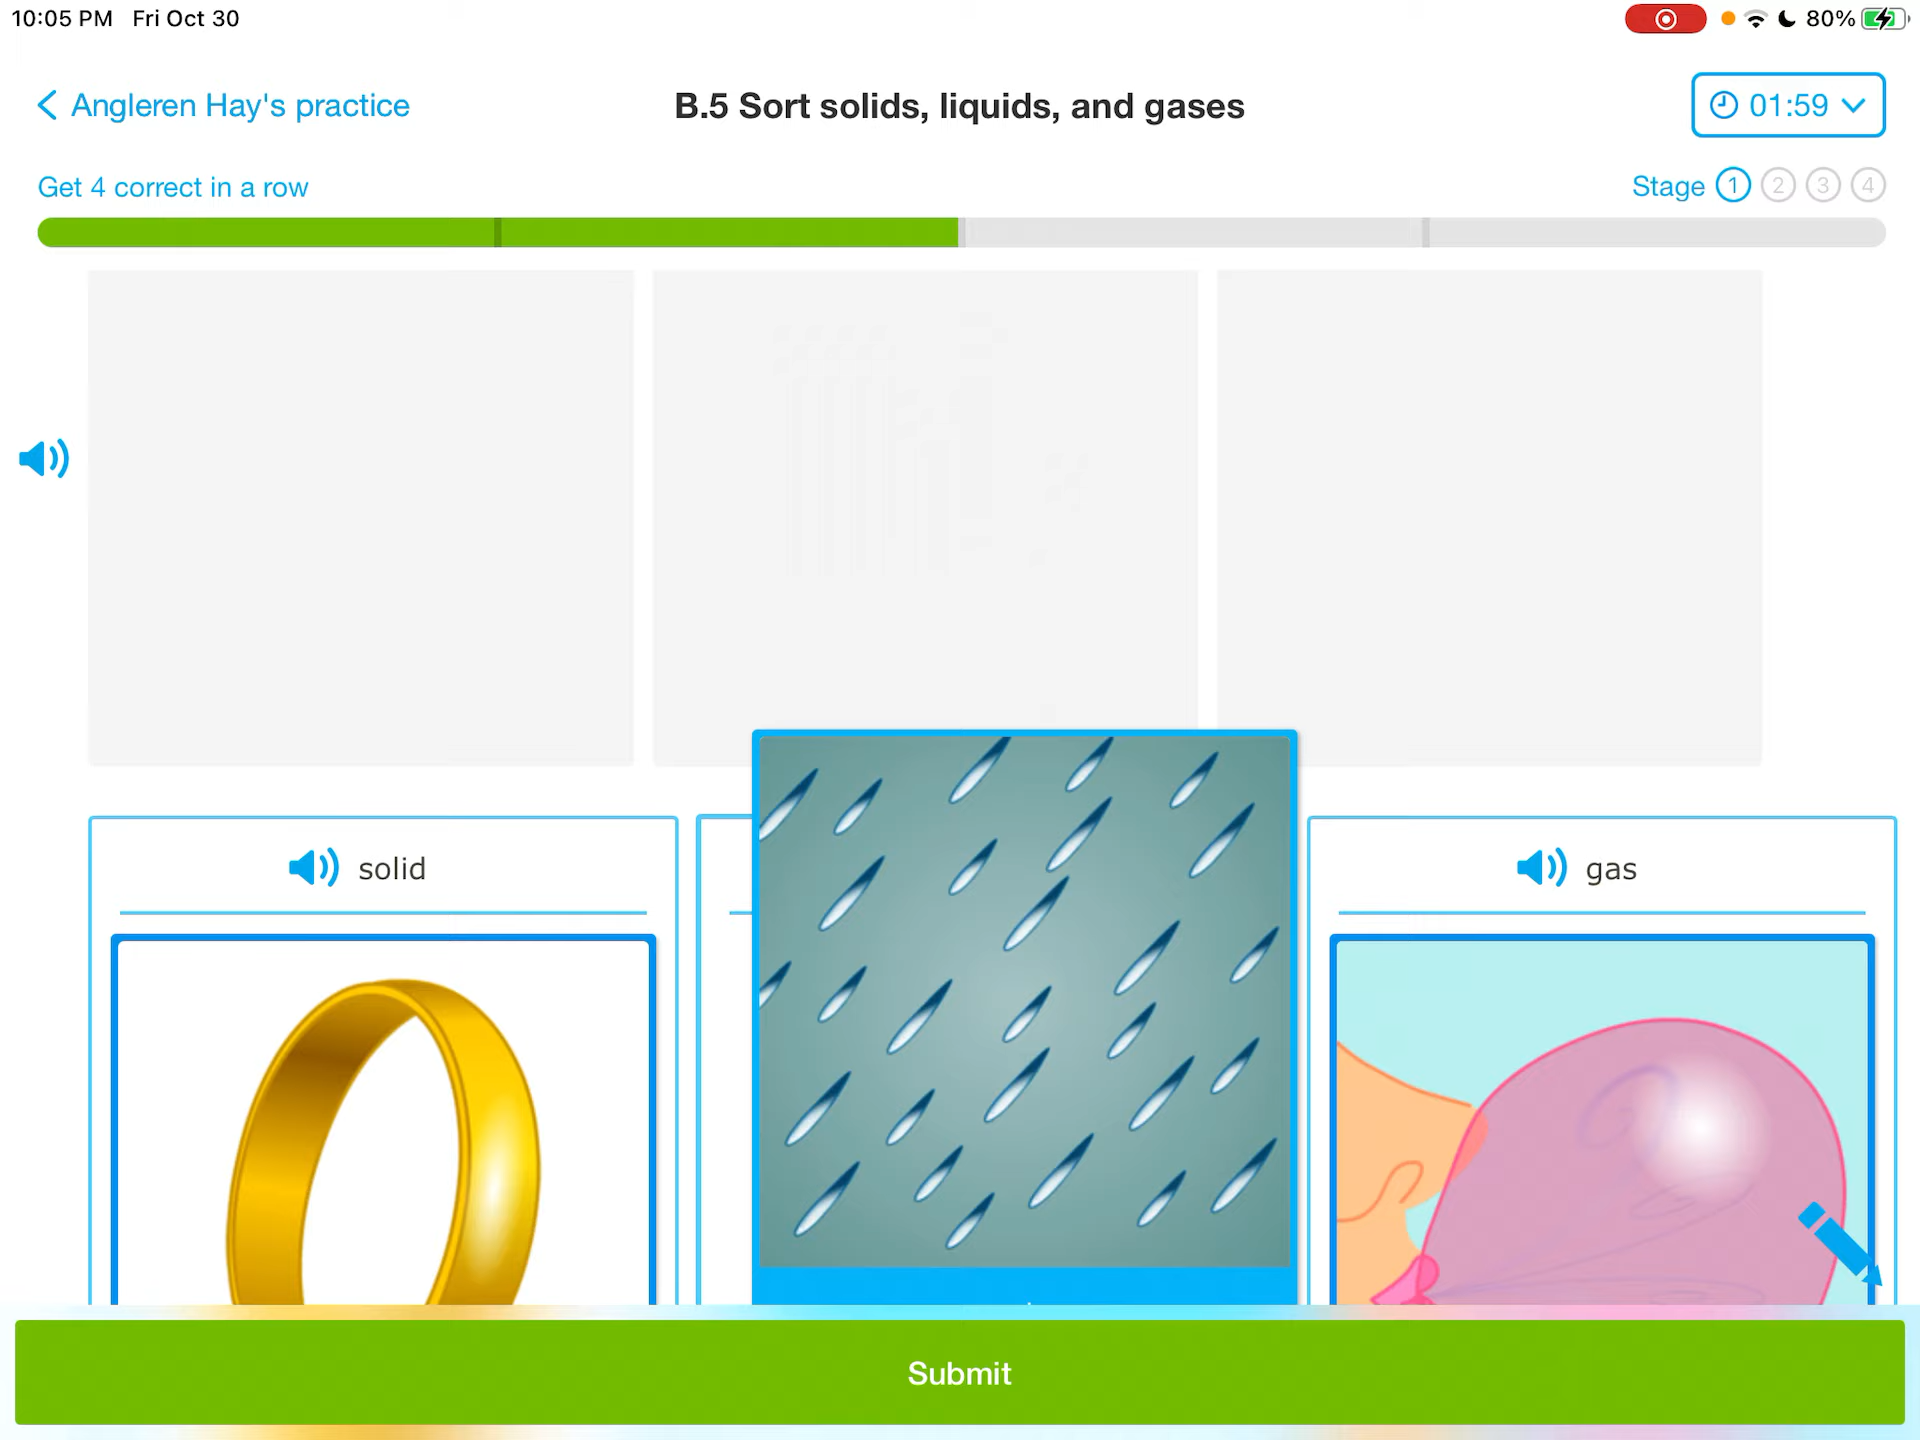 10:05 PM Fri Oct 30
80%
Angleren Hay's practice
B.5 Sort solids, liquids, and gases
01:59
Get 4 correct in a row
Stage 1 2 3 4
solid
gas
Submit